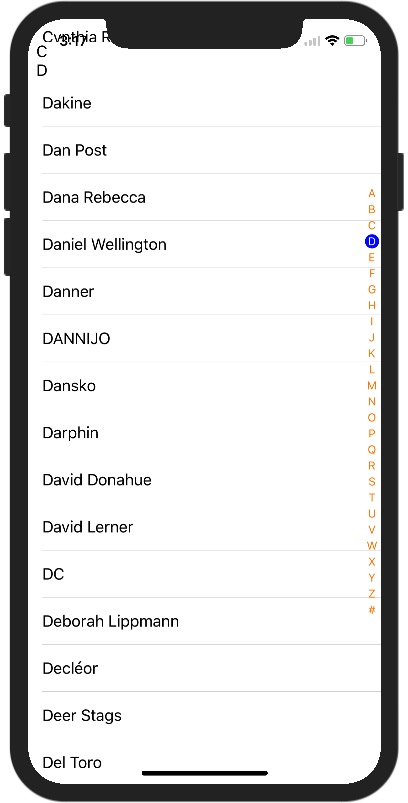 Cynthia R
3:17
C
D
Dakine
Dan Post
Dana Rebecca
Daniel Wellington
Danner
DANNIJO
Dansko
Darphin
David Donahue
David Lerner
DC
Deborah Lippmann
Decléor
Deer Stags
Del Toro
A
B
C
D
E
F
G
H
I
J
K
L
M
N
O
P
Q
R
S
T
U
V
W
X
Y
Z
#